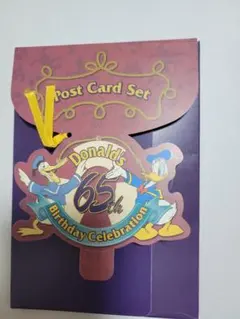 Post Card Set
Donald's
65th
Birthday Celebration